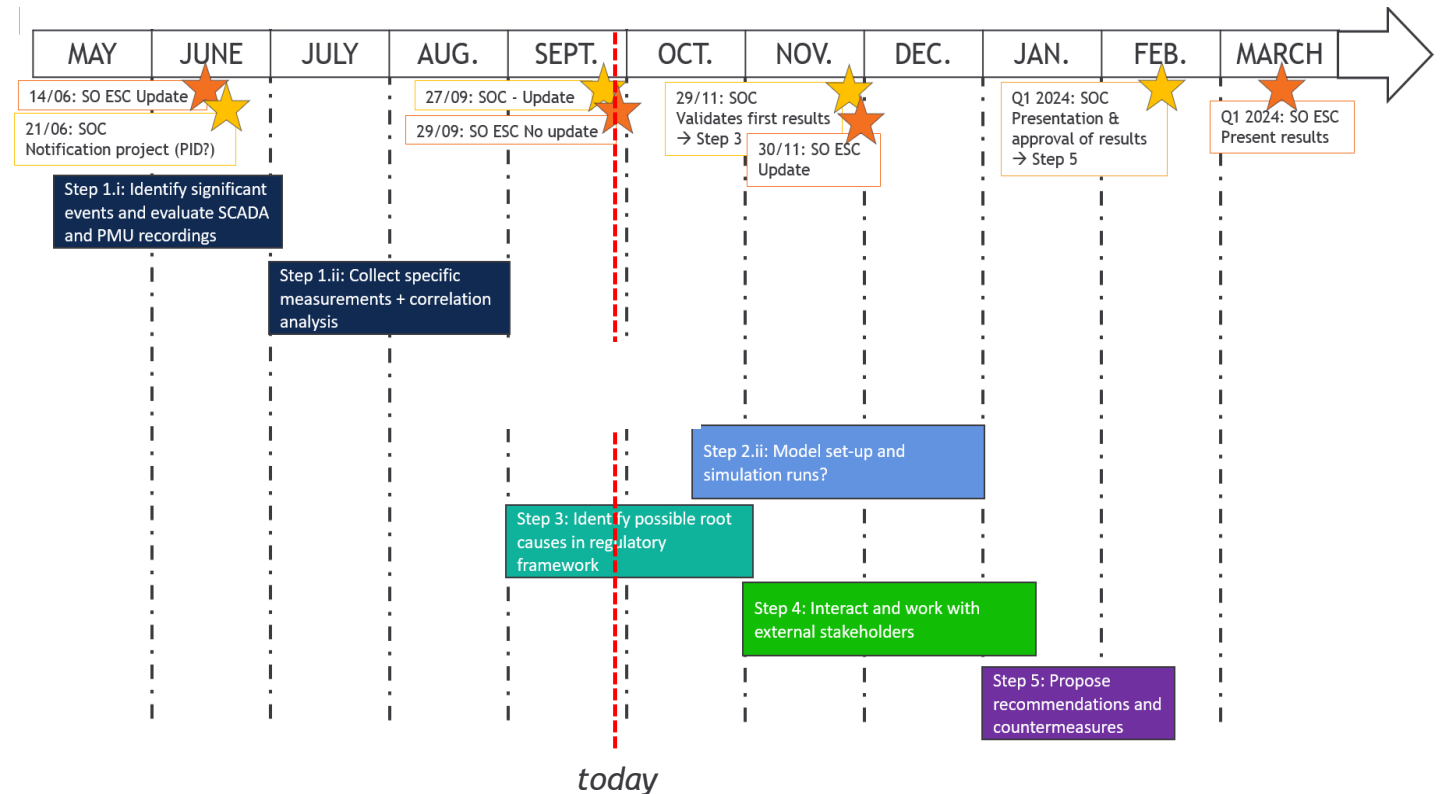 MAY JUNE JULY AUG. SEPT. OCT. NOV. DEC. JAN. FEB. MARCH
14/06: SO ESC Update
21/06: SOC
Notification project (PID?)
27/09: SOC - Update
29/09: SO ESC No update
29/11: SOC
Validates first results
→ Step 3
30/11: SO ESC
Update
Q1 2024: SOC
Presentation &
approval of results
→ Step 5
Q1 2024: SO ESC
Present results
Step 1.i: Identify significant
events and evaluate SCADA
and PMU recordings
Step 1.ii: Collect specific
measurements + correlation
analysis
Step 2.ii: Model set-up and
simulation runs?
Step 3: Identify possible root
causes in regulatory
framework
Step 4: Interact and work with
external stakeholders
Step 5: Propose
recommendations and
countermeasures
today